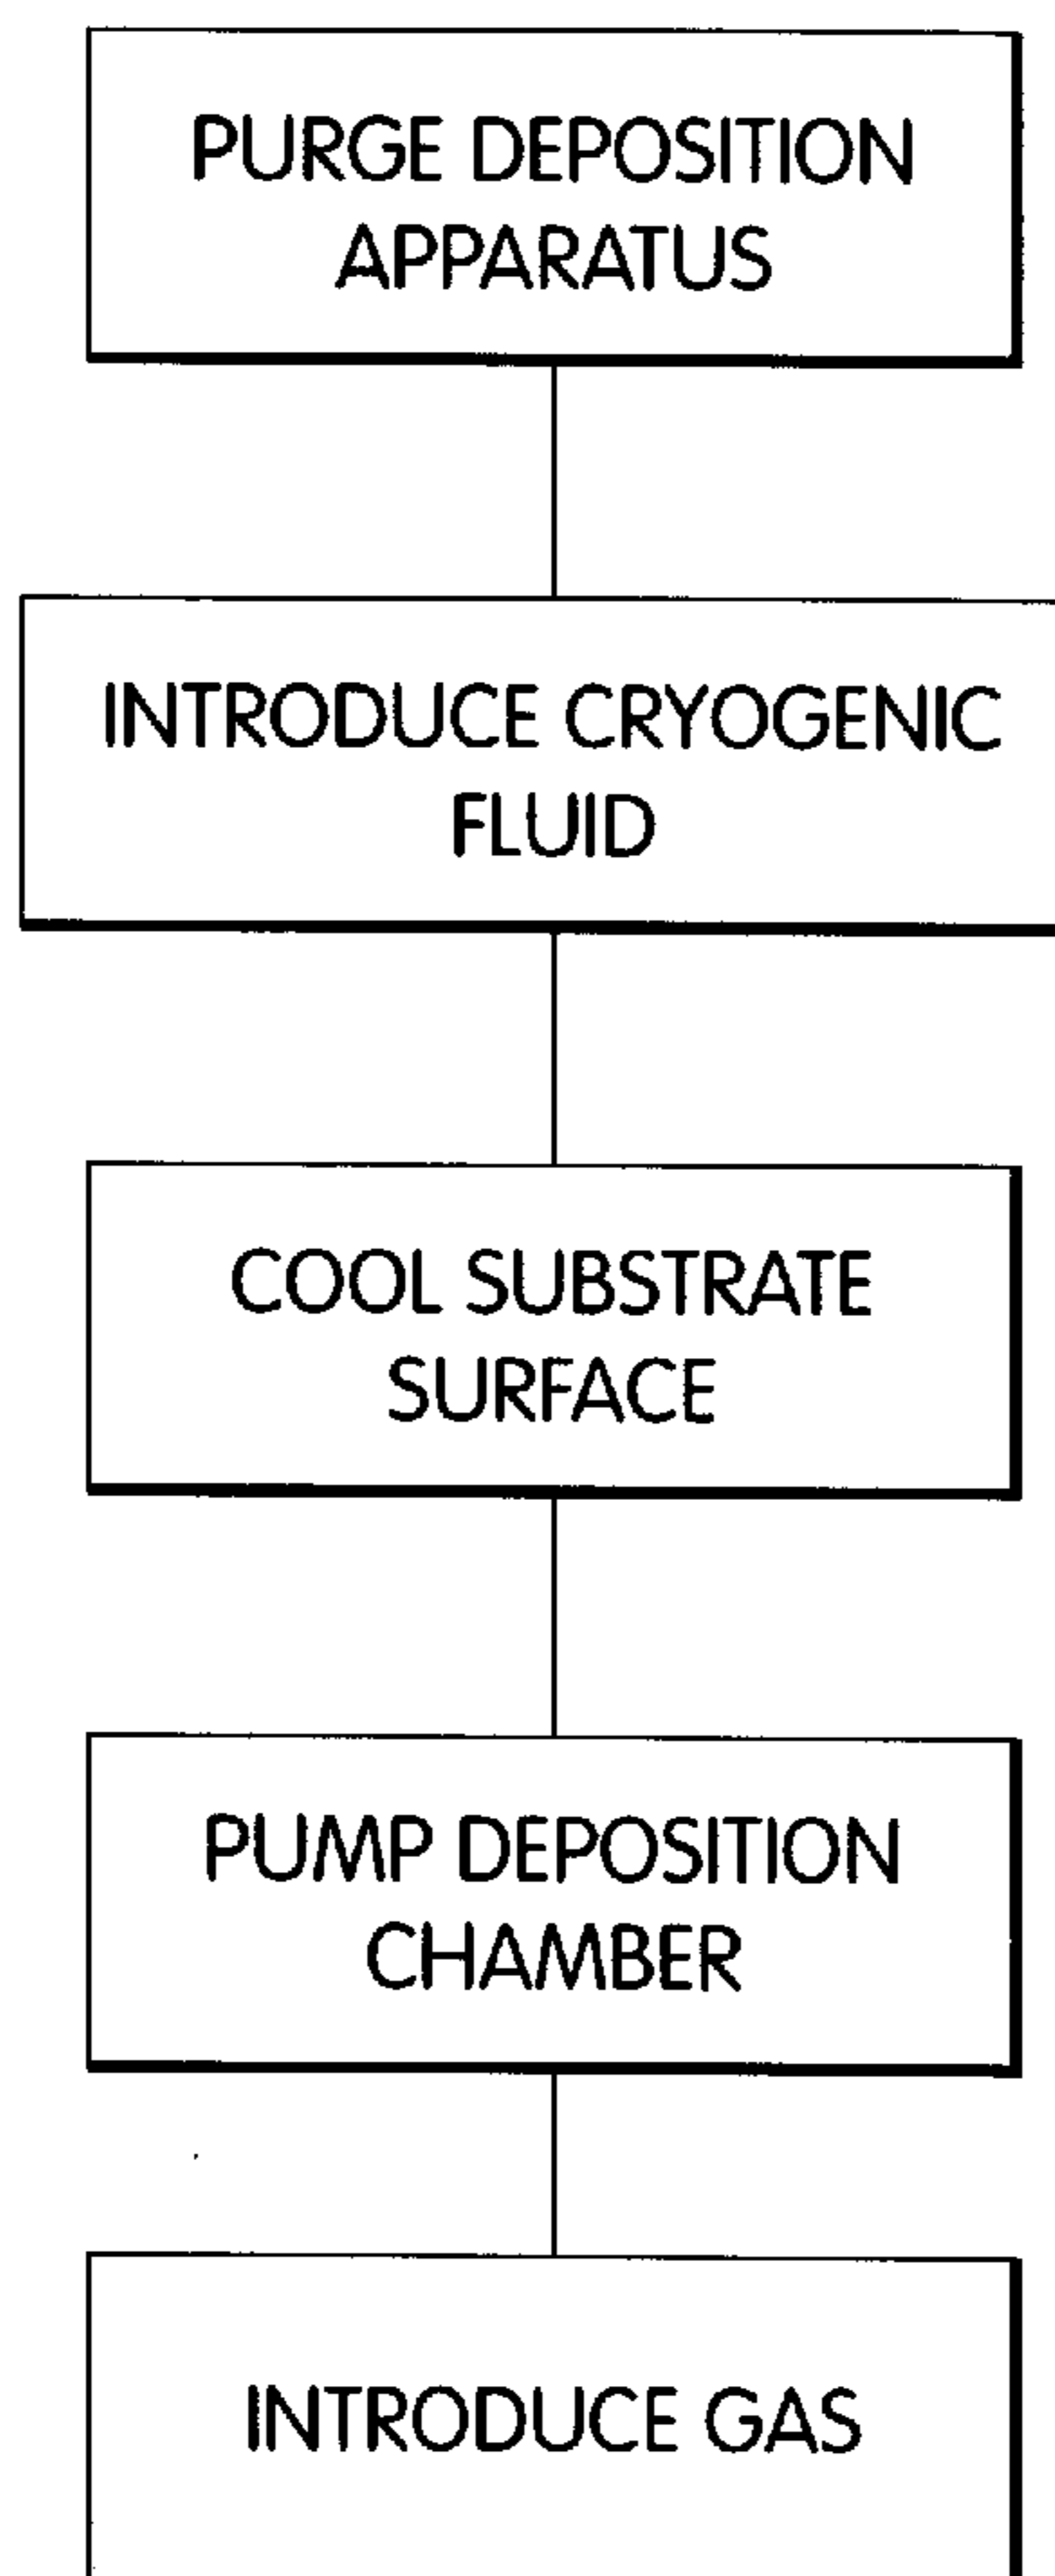 PURGE DEPOSITION
APPARATUS
INTRODUCE CRYOGENIC
FLUID
COOL SUBSTRATE
SURFACE
PUMP DEPOSITION
CHAMBER
INTRODUCE GAS